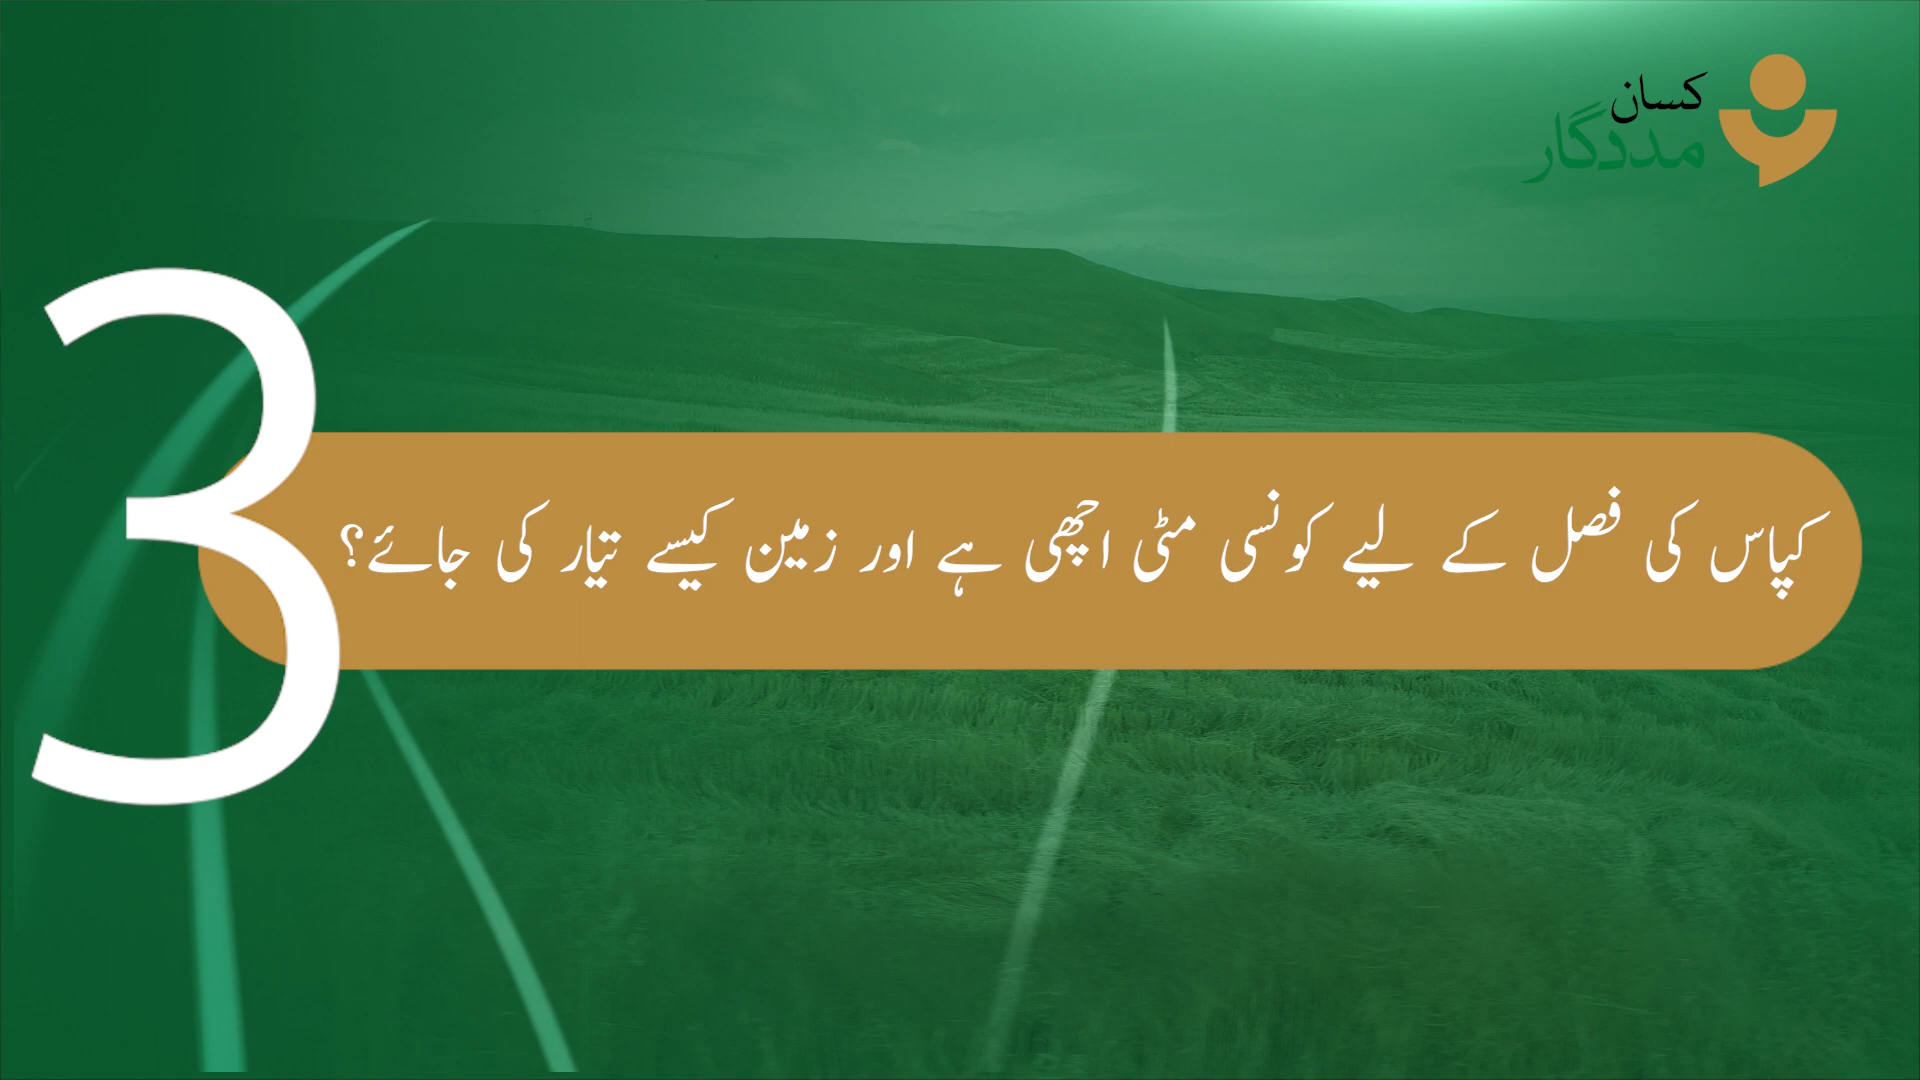 کسان
مددگار
3
کپاس کی فصل کے لیے کونسی مٹی اچھی ہے اور زمین کیسے تیار کی جائے؟